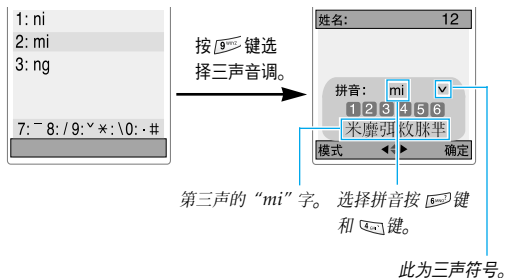 1: ni
2: mi
3: ng
7: ˉ 8: / 9: ˇ ＊: \ 0: · #
按 9 键选
择三声音调。
姓名: 12
拼音: mi ˇ
1 2 3 4 5 6
米靡弭敉脒芈
模式 确定
第三声的“mi”字。
选择拼音按 6 键
和 4 键。
此为三声符号。